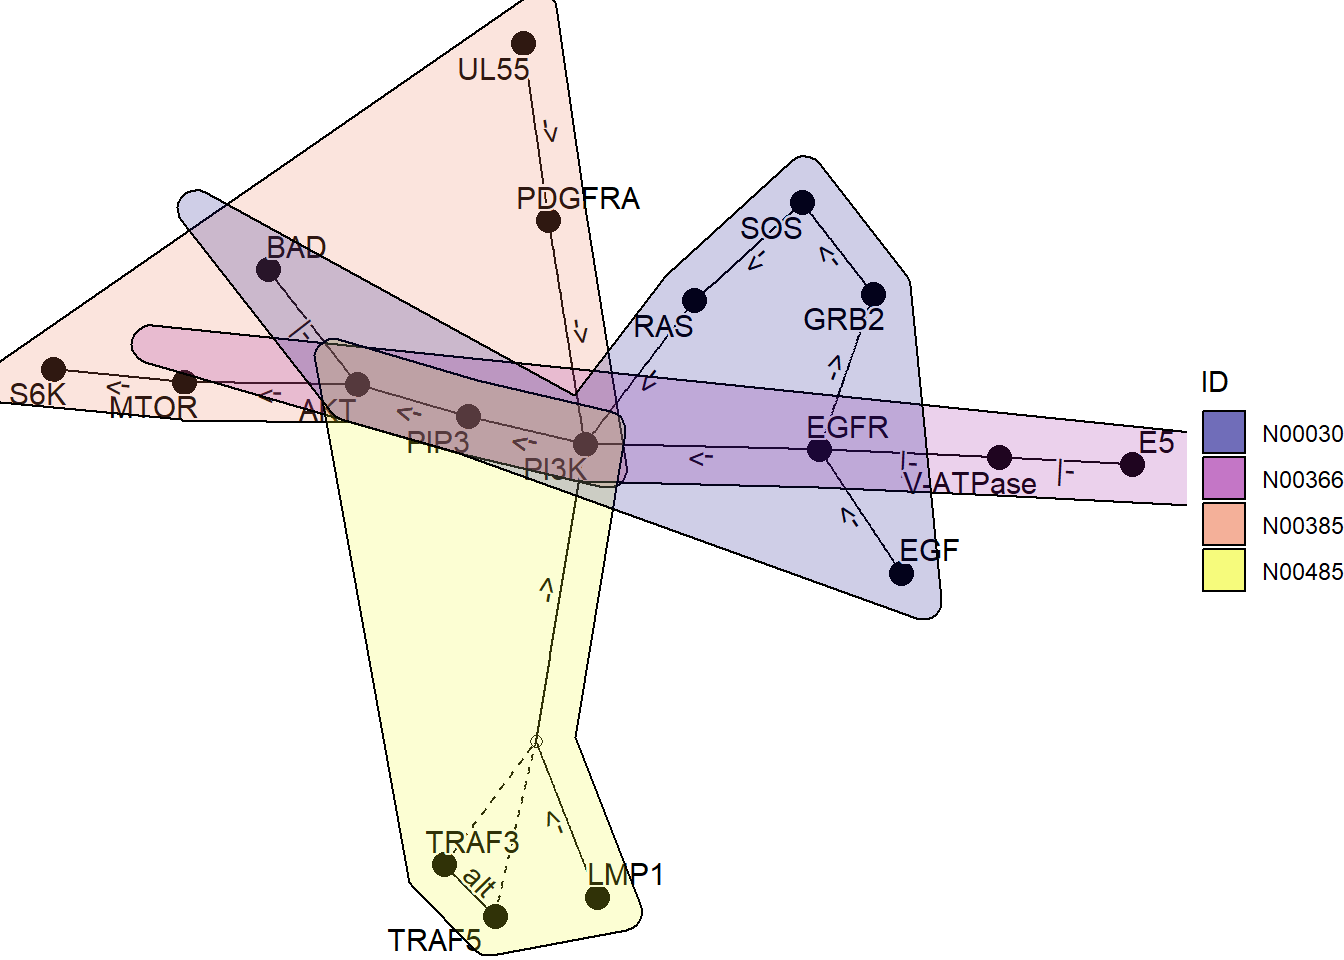 UL55
->
PDGFRA
BAD
SOS
->
->
RAS
GRB2
->
|-
->
->
ID
S6K
<-
MTOR
<-
AKT
<-
PIP3
<-
PI3K
<-
EGFR
|-
V-ATPase
|-
E5
N00030
N00366
N00385
N00485
<-
EGF
<-
<-
TRAF3
alt
LMP1
TRAF5